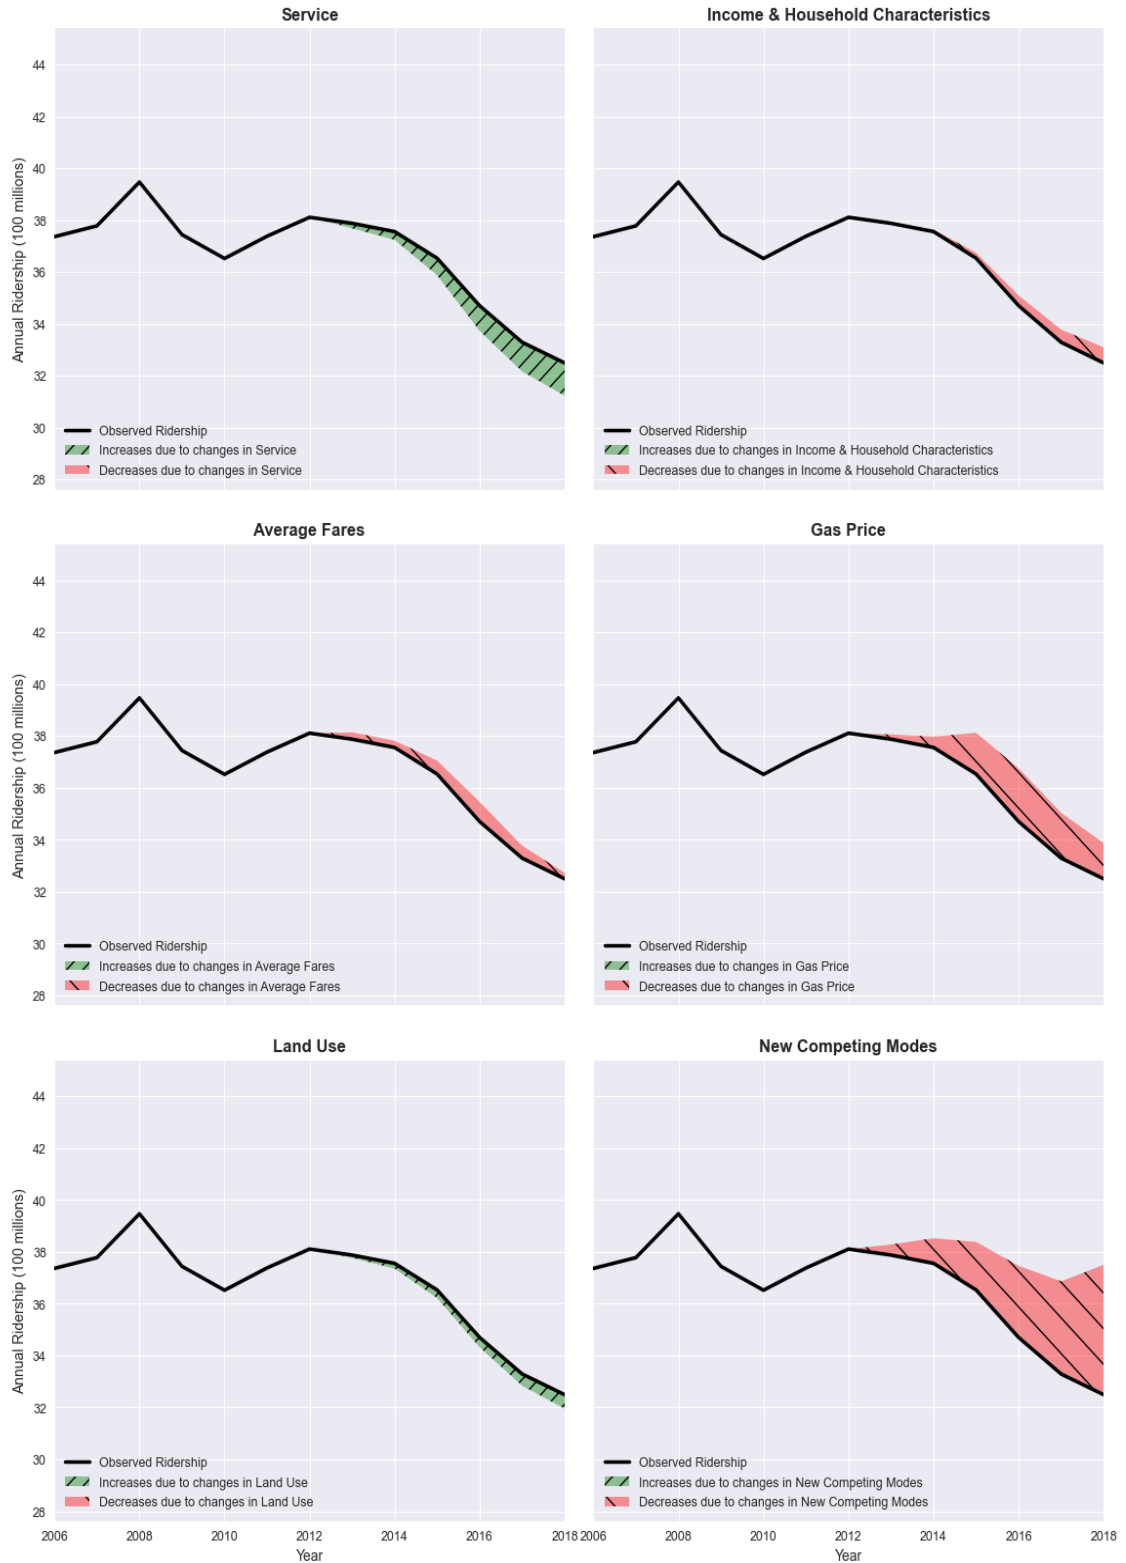 Service
Annual Ridership (100 millions)
44
42
40
38
36
34
32
30
28
Observed Ridership
Increases due to changes in Service
Decreases due to changes in Service
Income & Household Characteristics
Observed Ridership
Increases due to changes in Income & Household Characteristics
Decreases due to changes in Income & Household Characteristics
Average Fares
Annual Ridership (100 millions)
44
42
40
38
36
34
32
30
28
Observed Ridership
Increases due to changes in Average Fares
Decreases due to changes in Average Fares
Gas Price
Observed Ridership
Increases due to changes in Gas Price
Decreases due to changes in Gas Price
Land Use
Annual Ridership (100 millions)
44
42
40
38
36
34
32
30
28
Observed Ridership
Increases due to changes in Land Use
Decreases due to changes in Land Use
2006 2008 2010 2012 2014 2016 2018
Year
New Competing Modes
Observed Ridership
Increases due to changes in New Competing Modes
Decreases due to changes in New Competing Modes
2006 2008 2010 2012 2014 2016 2018
Year